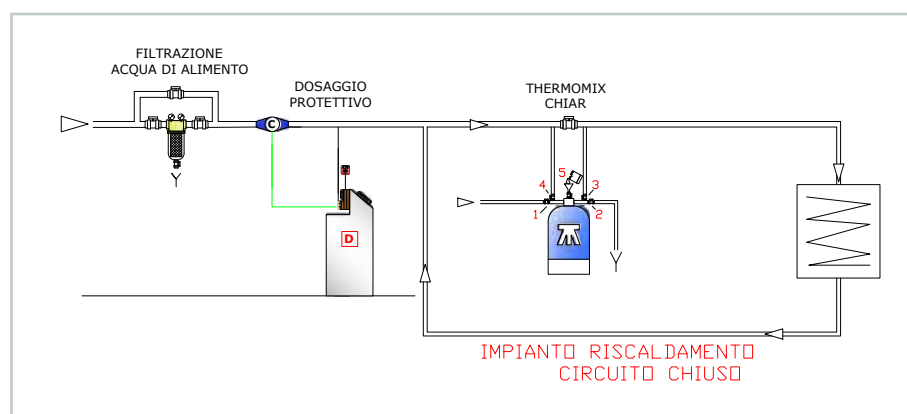 FILTRAZIONE
ACQUA DI ALIMENTO
DOSAGGIO
PROTETTIVO
THERMOMIX
CHIAR
C
5
4
3
1
2
D
IMPIANTO RISCALDAMENTO
CIRCUITO CHIUSO